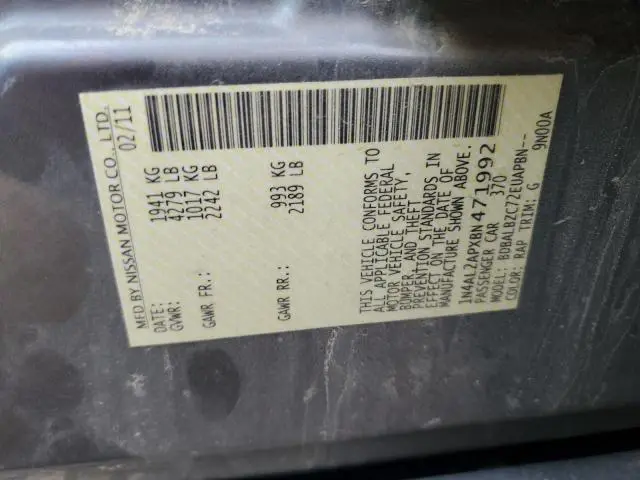 MFD BY NISSAN MOTOR CO., LTD.
DATE: 02/11
GVWR: 1941 KG
4279 LB
GAWR FR.: 1017 KG
2242 LB
GAWR RR.: 993 KG
2189 LB
THIS VEHICLE CONFORMS TO
ALL APPLICABLE FEDERAL
MOTOR VEHICLE SAFETY,
BUMPER, AND THEFT
PREVENTION STANDARDS IN
EFFECT ON THE DATE OF
MANUFACTURE SHOWN ABOVE.
1N4AL2APXBN471992
PASSENGER CAR 370
MODEL: BDBALBZC72EUAPBN--
COLOR: RAP TRIM: G 9N00A